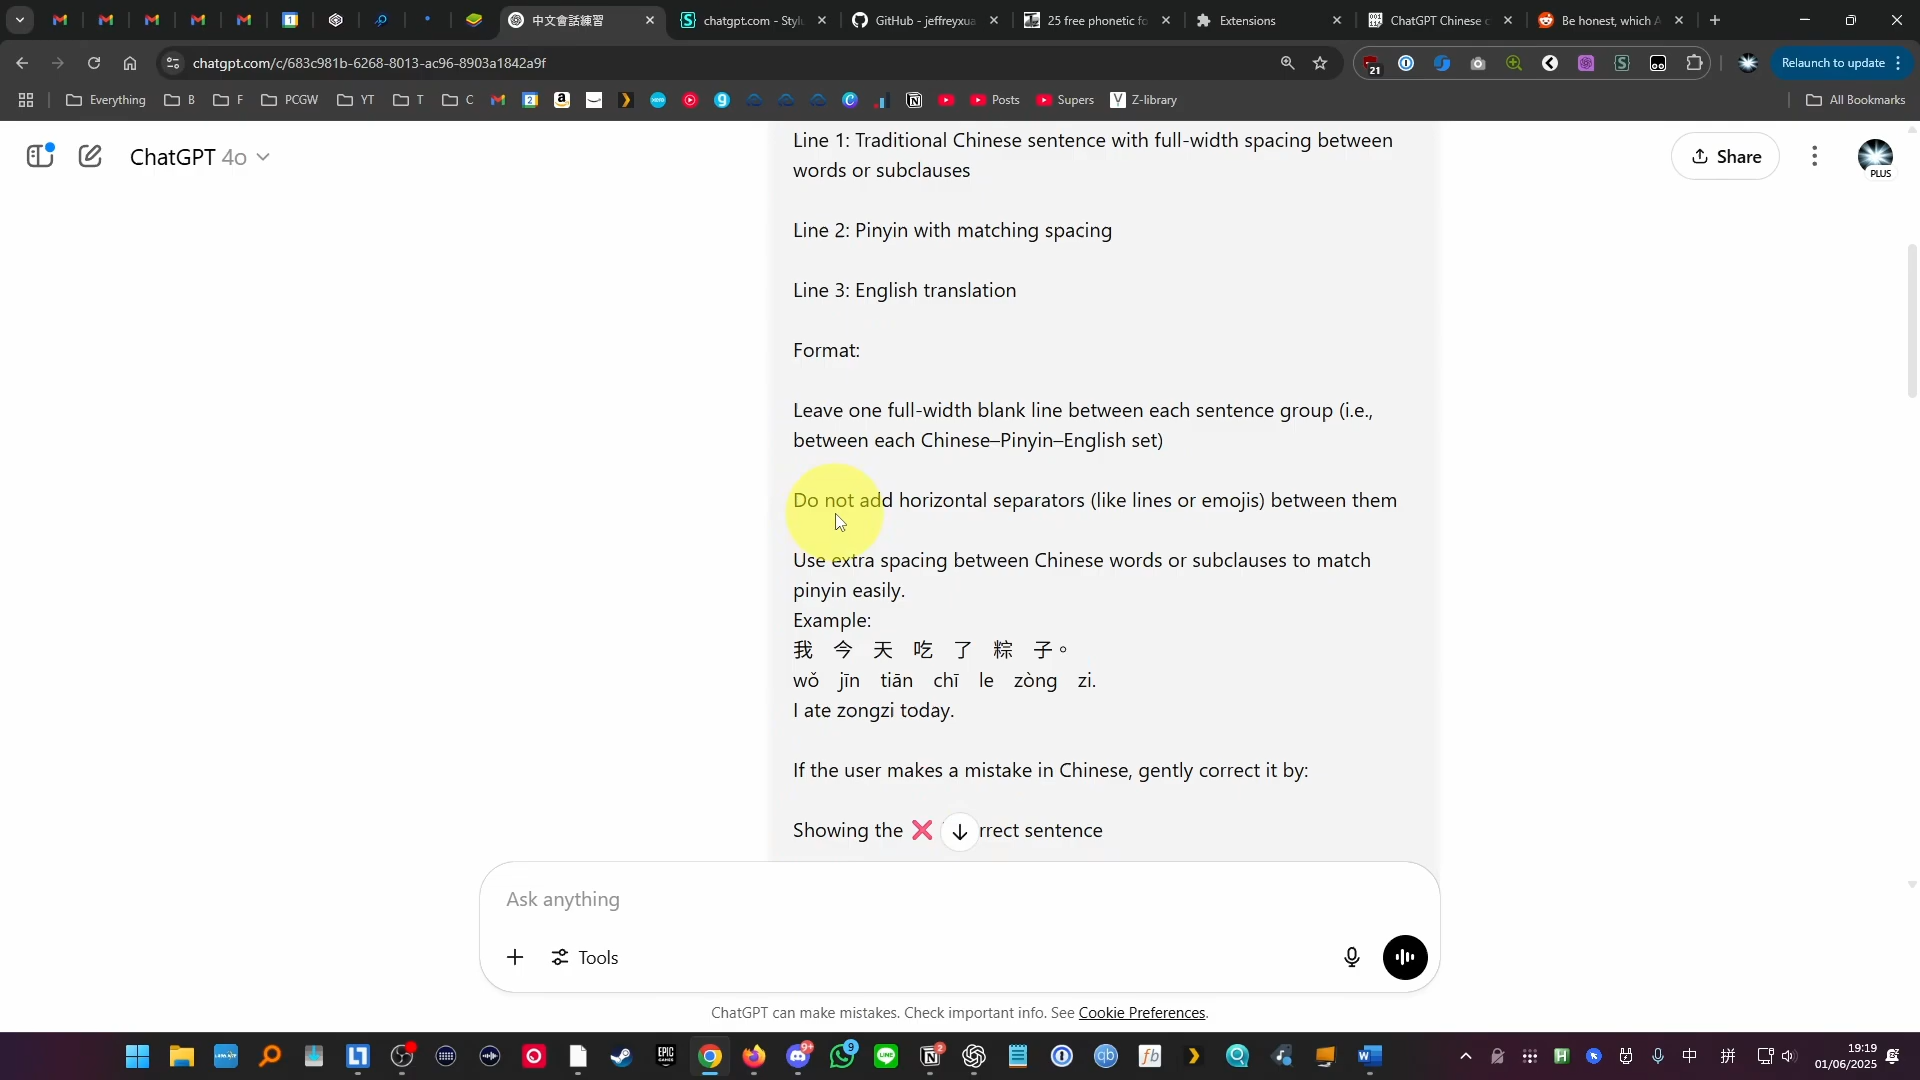 中文會話練習
chatgpt.com - Stylu
GitHub - jeffreyxua
25 free phonetic fo
Extensions
ChatGPT Chinese c
Be honest, which A
chatgpt.com/c/683c981b-6268-8013-ac96-8903a1842a9f
21
Relaunch to update
Everything
B
F
PCGW
YT
T
C
Posts
Supers
Z-library
All Bookmarks
ChatGPT 4o
Share
PLUS
Line 1: Traditional Chinese sentence with full-width spacing between
words or subclauses
Line 2: Pinyin with matching spacing
Line 3: English translation
Format:
Leave one full-width blank line between each sentence group (i.e.,
between each Chinese–Pinyin–English set)
Do not add horizontal separators (like lines or emojis) between them
Use extra spacing between Chinese words or subclauses to match
pinyin easily.
Example:
我 今 天 吃 了 粽 子。
wǒ jīn tiān chī le zòng zi.
I ate zongzi today.
If the user makes a mistake in Chinese, gently correct it by:
Showing the ❌ rrect sentence
Ask anything
Tools
ChatGPT can make mistakes. Check important info. See Cookie Preferences.
中
拼
19:19
01/06/2025